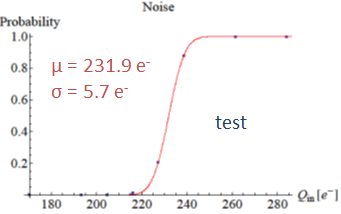 Noise
Probability
1.0
0.8
μ = 231.9 e⁻
σ = 5.7 e⁻
0.6
0.4
test
0.2
180 200 220 240 260 280 Qin [e⁻]